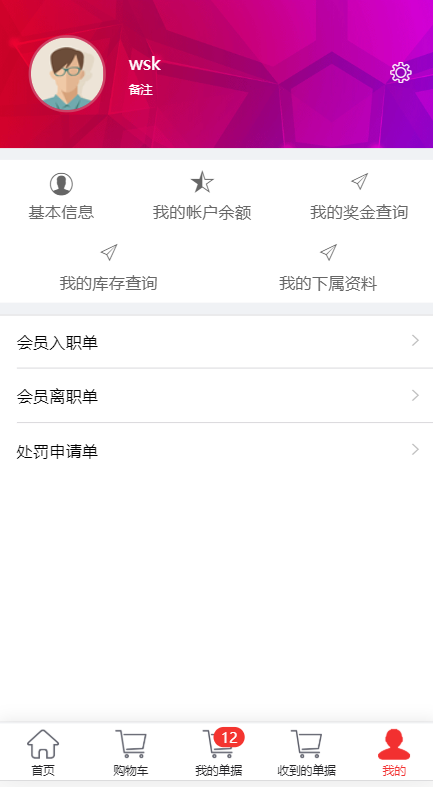 wsk
备注
基本信息 我的帐户余额 我的奖金查询
我的库存查询 我的下属资料
会员入职单
会员离职单
处罚申请单
12
首页 购物车 我的单据 收到的单据 我的